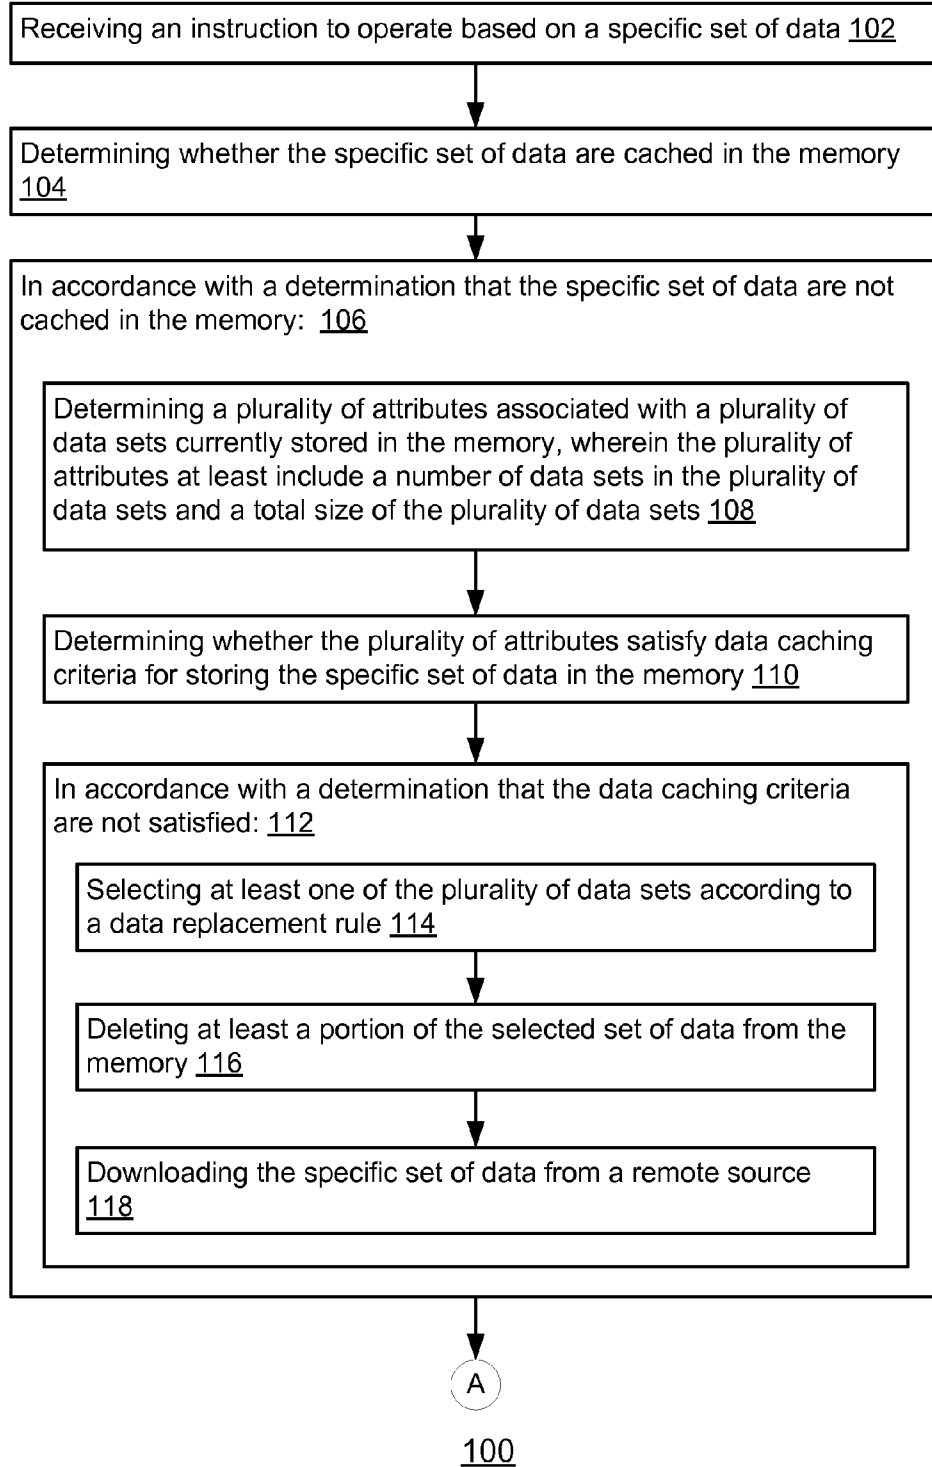 Receiving an instruction to operate based on a specific set of data 102
Determining whether the specific set of data are cached in the memory
104
In accordance with a determination that the specific set of data are not
cached in the memory: 106
Determining a plurality of attributes associated with a plurality of
data sets currently stored in the memory, wherein the plurality of
attributes at least include a number of data sets in the plurality of
data sets and a total size of the plurality of data sets 108
Determining whether the plurality of attributes satisfy data caching
criteria for storing the specific set of data in the memory 110
In accordance with a determination that the data caching criteria
are not satisfied: 112
Selecting at least one of the plurality of data sets according to
a data replacement rule 114
Deleting at least a portion of the selected set of data from the
memory 116
Downloading the specific set of data from a remote source
118
A
100